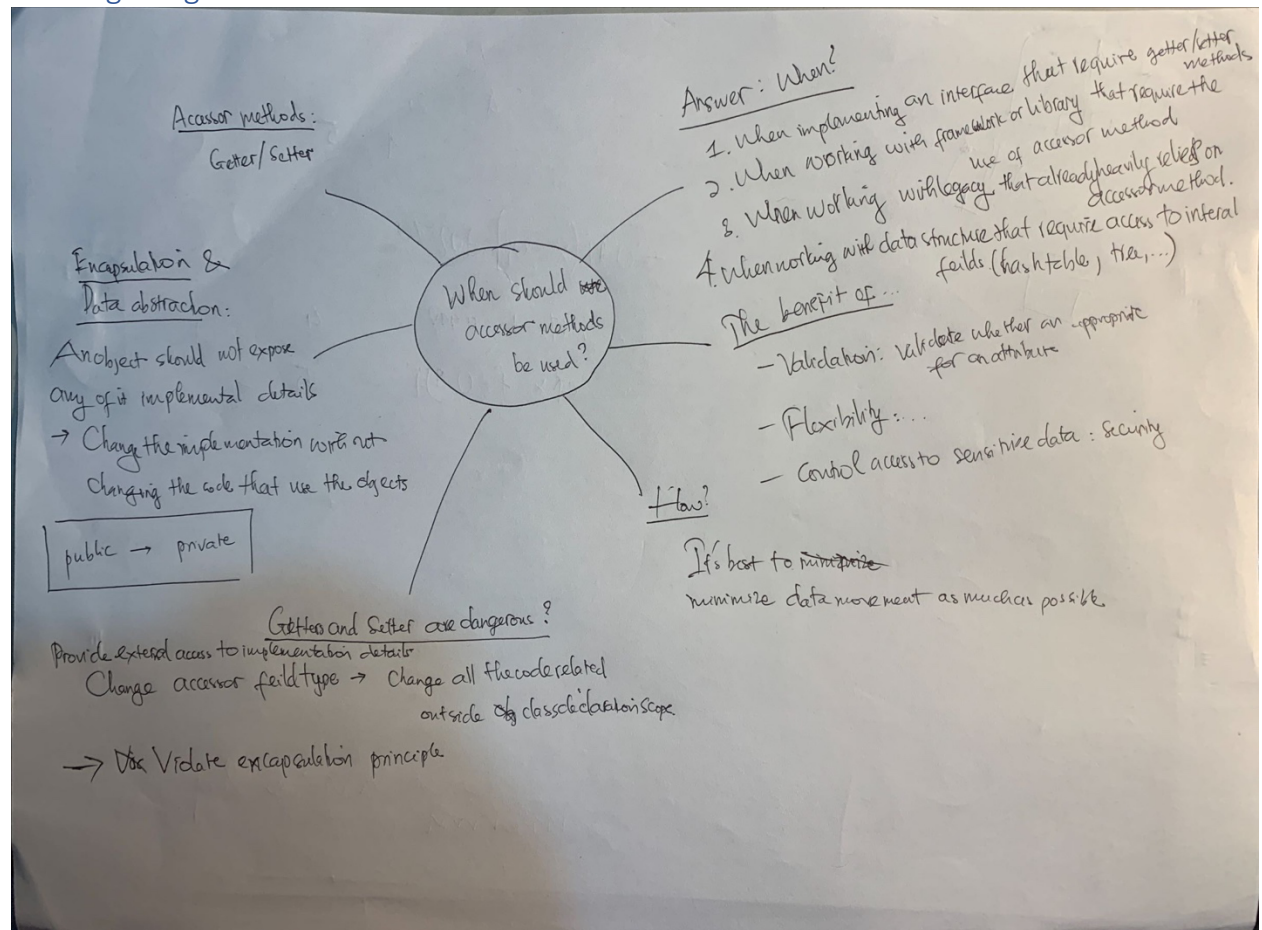 Accessor methods:
Getter/Setter
Encapsulation &
Data abstraction:
An object should not expose
any of it implemental details
→ Change the implementation without
changing the code that use the objects
public → private
When should
accessor methods
be used?
Answer: When?
1. When implementing an interface that require getter/setter
methods
2. When working with framework or library that require the
use of accessor method
3. When working with legacy that already heavily relies on
accessor method.
4. When working with data structure that require access to interal
feilds (hashtable, tree, ...)
The benefit of ...
- Validation: validate whether an appropriate
for an attribute
- Flexibility: ...
- Control access to sensitive data: Security
How?
It's best to minimize
minimize data movement as much as possible
Getters and Setter are dangerous?
Provide external access to implementation details
Change accessor feild type → Change all the code related
outside class declaration scope
→ Violate encapsulation principle